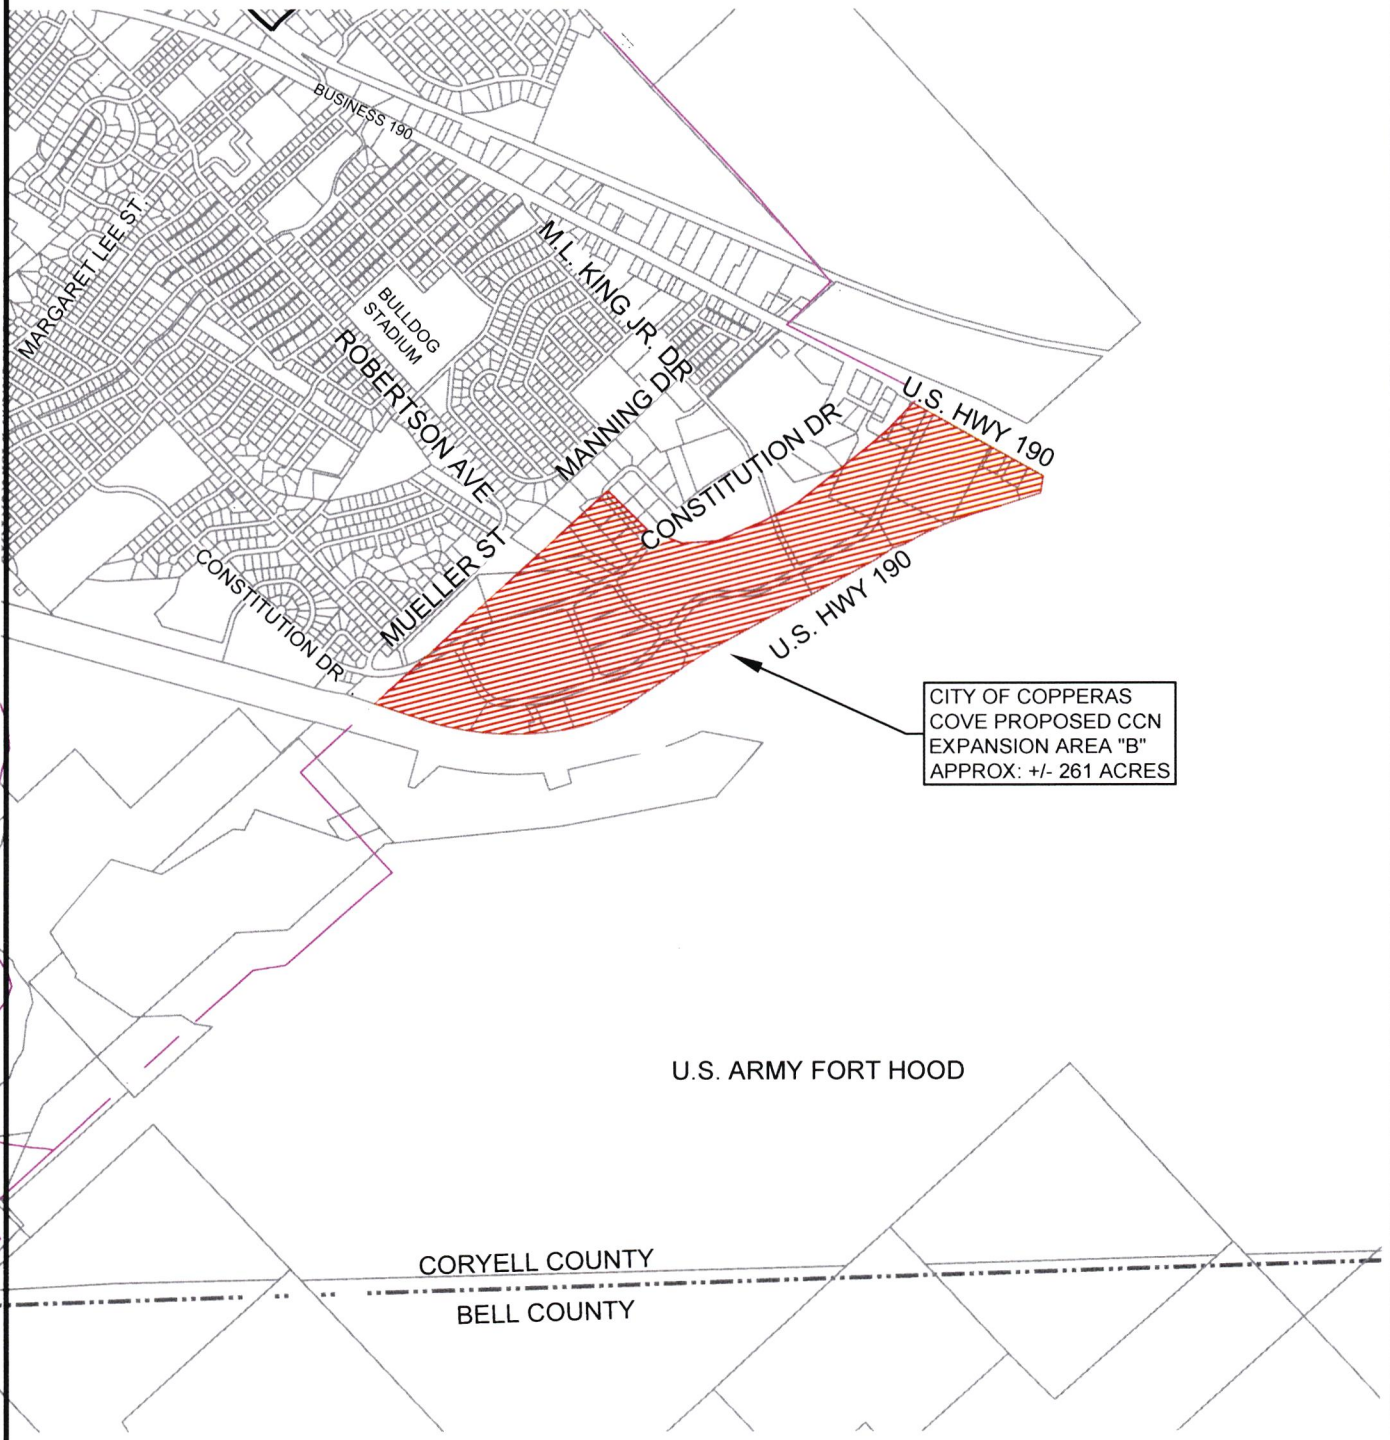 BUSINESS 190
MARGARET LEE ST.
M.L. KING JR. DR
BULLDOG
STADIUM
ROBERTSON AVE
MANNING DR
CONSTITUTION DR
U.S. HWY 190
MUELLER ST
CONSTITUTION DR.
U.S. HWY 190
CITY OF COPPERAS
COVE PROPOSED CCN
EXPANSION AREA "B"
APPROX: +/- 261 ACRES
U.S. ARMY FORT HOOD
CORYELL COUNTY
BELL COUNTY